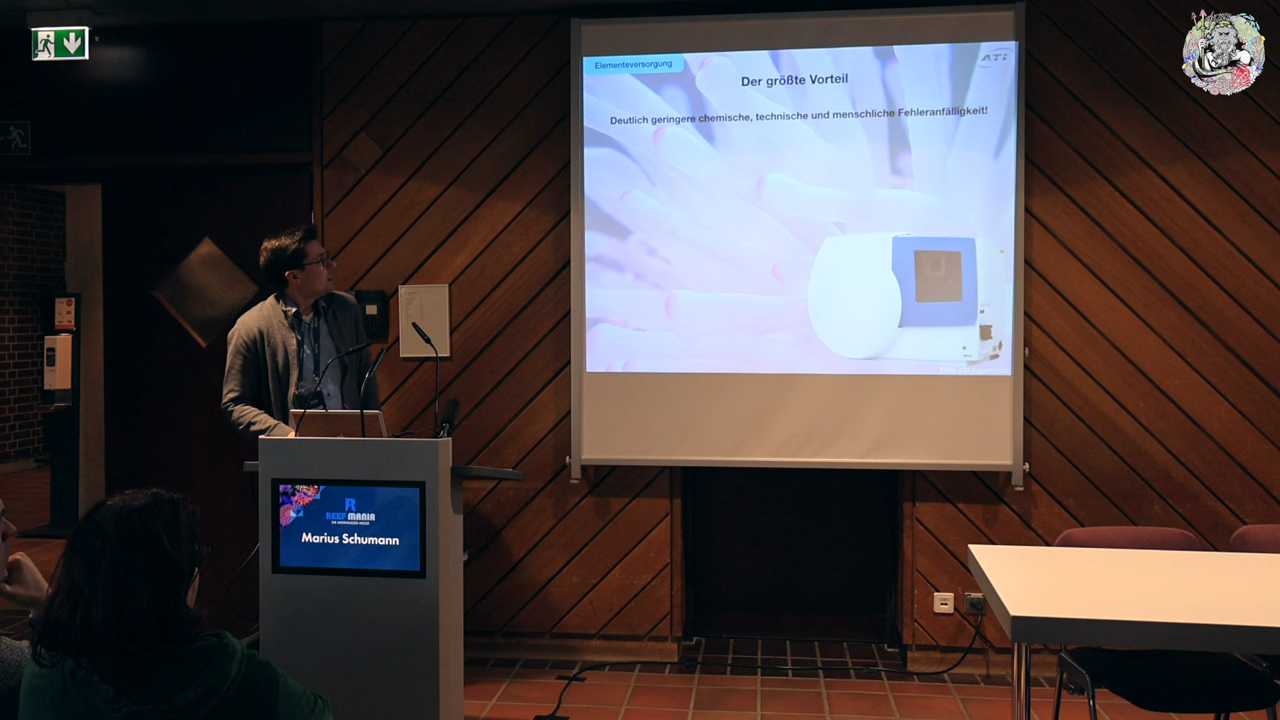 Elementeversorgung
ATI
Der größte Vorteil
Deutlich geringere chemische, technische und menschliche Fehleranfälligkeit!
REEF MANIA
Marius Schumann